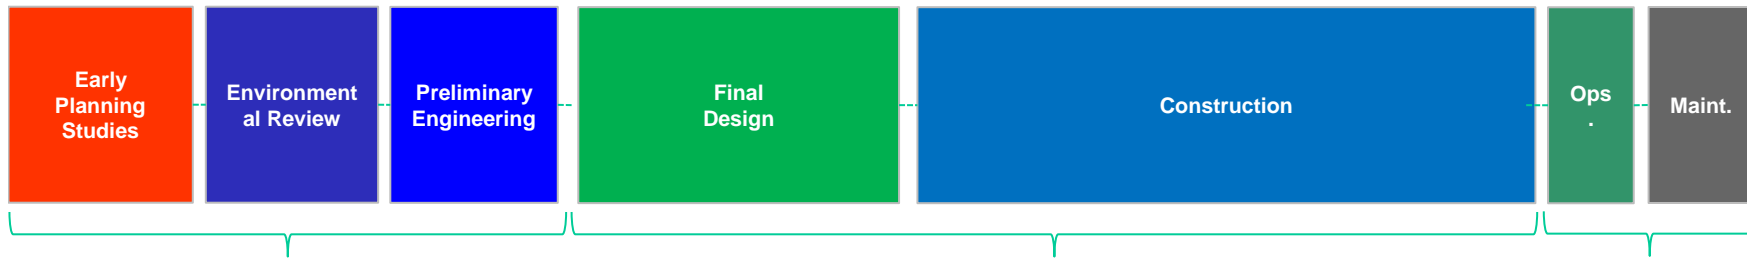 Early
Planning
Studies
Environment
al Review
Preliminary
Engineering
Final
Design
Construction
Ops
.
Maint.